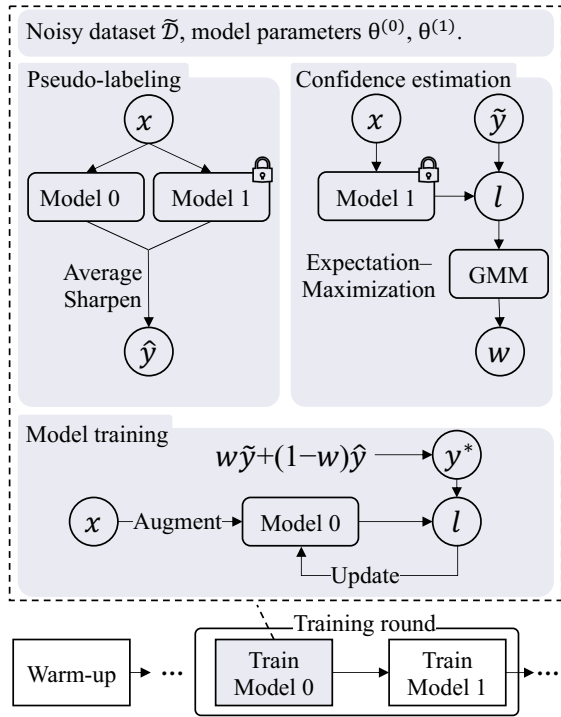 Noisy dataset 𝒟̃, model parameters θ⁽⁰⁾, θ⁽¹⁾.
Pseudo-labeling
x
Model 0
Model 1
Average
Sharpen
ŷ
Confidence estimation
x
ỹ
Model 1
l
Expectation–
Maximization
GMM
w
Model training
wỹ+(1−w)ŷ
y*
x
Augment
Model 0
l
Update
Training round
Warm-up
...
Train
Model 0
Train
Model 1
...